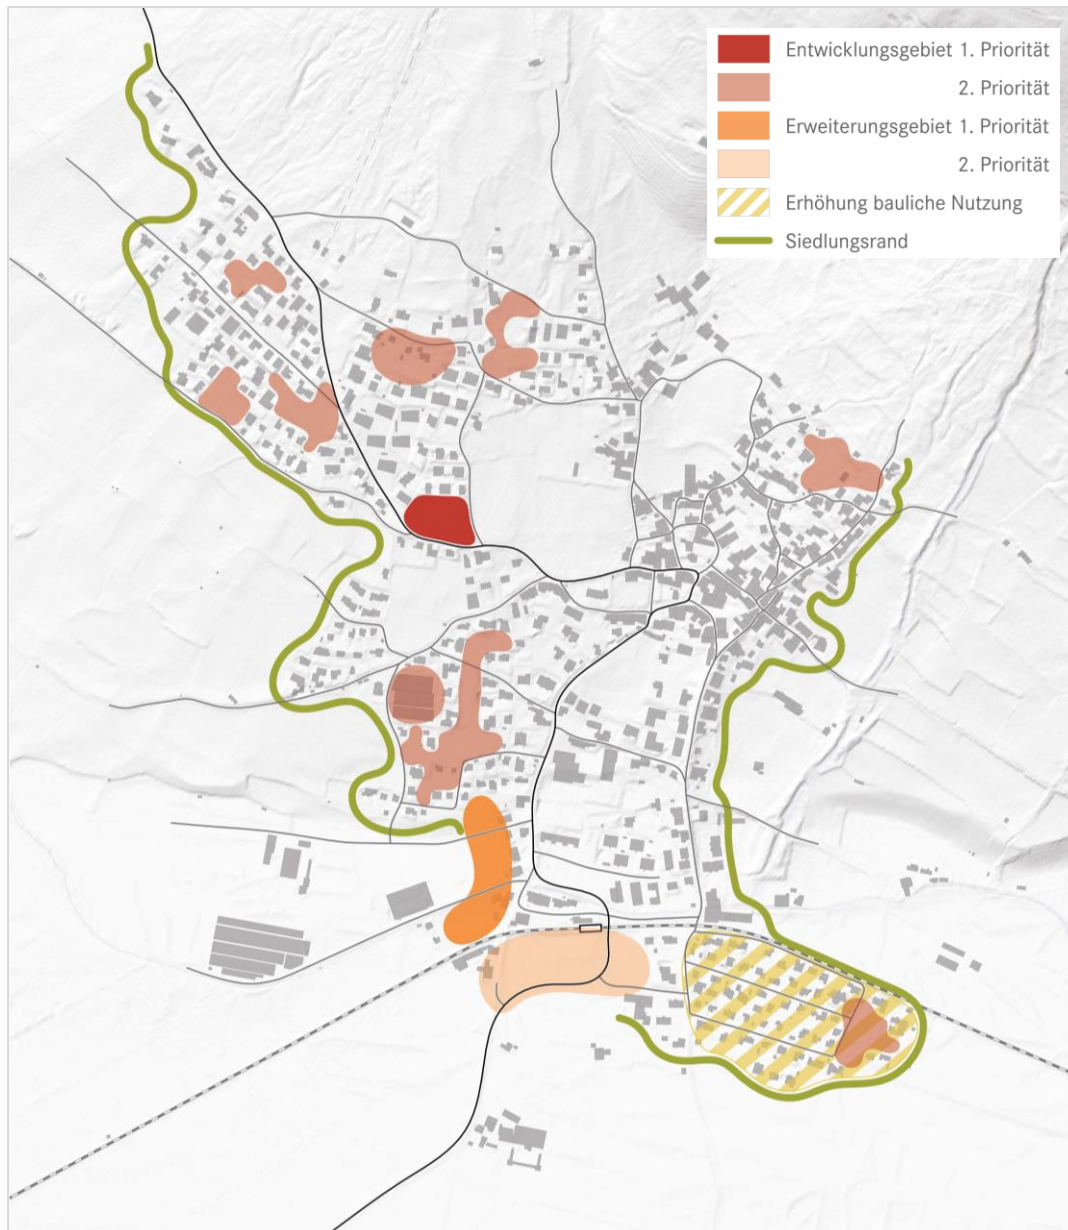 Entwicklungsgebiet 1. Priorität
2. Priorität
Erweiterungsgebiet 1. Priorität
2. Priorität
Erhöhung bauliche Nutzung
Siedlungsrand